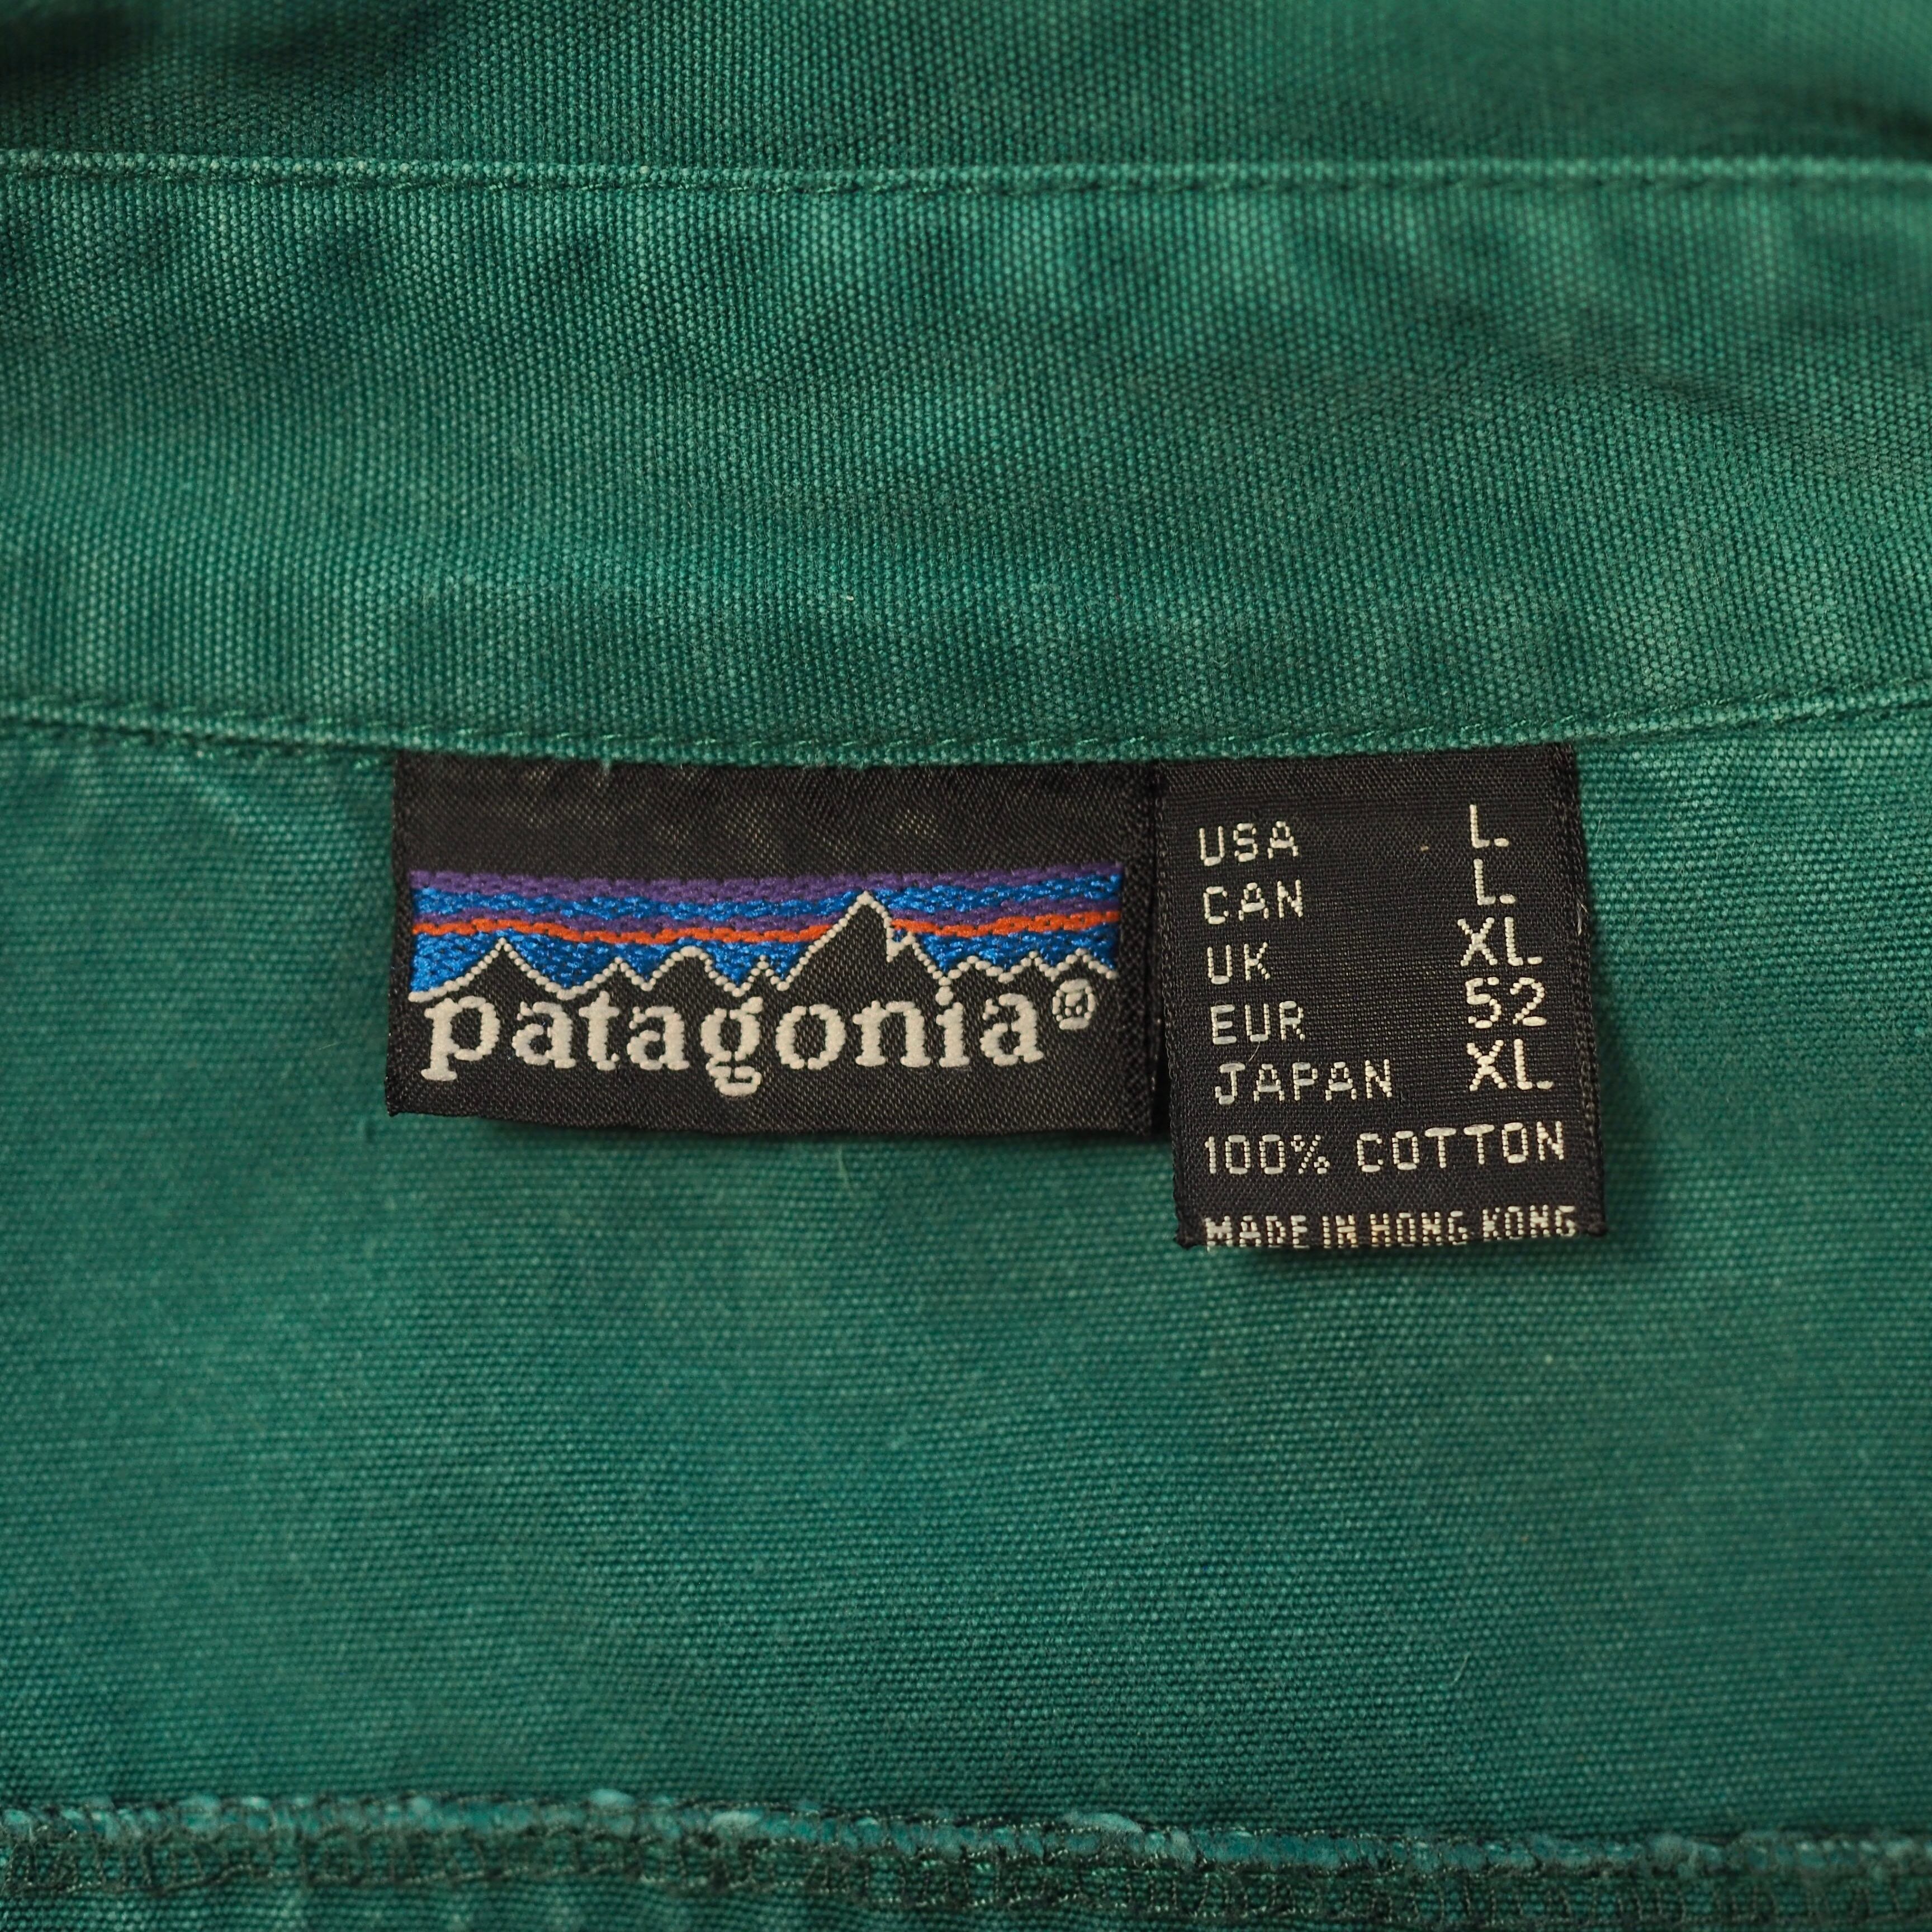 patagonia®
USA L
CAN L
UK XL
EUR 52
JAPAN XL
100% COTTON
MADE IN HONG KONG